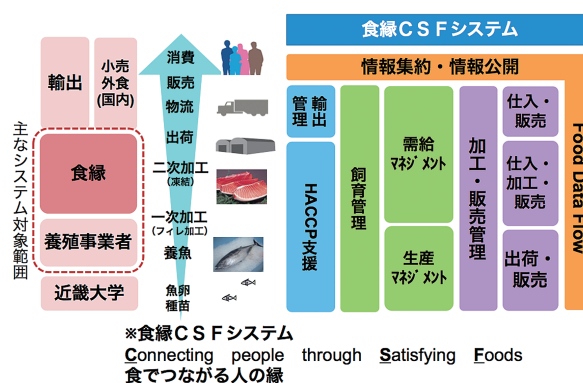 食縁ＣＳＦシステム
情報集約・情報公開
輸出
小売
外食
(国内)
主なシステム対象範囲
食縁
養殖事業者
近畿大学
消費
販売
物流
出荷
二次加工
(凍結)
一次加工
(フィレ加工)
養魚
魚卵
種苗
輸出
管理
HACCP支援
飼育管理
需給
マネジメント
生産
マネジメント
加工・販売管理
仕入・
販売
仕入・
加工・
販売
出荷・
販売
Food Data Flow
※食縁ＣＳＦシステム
Connecting people through Satisfying Foods
食でつながる人の縁